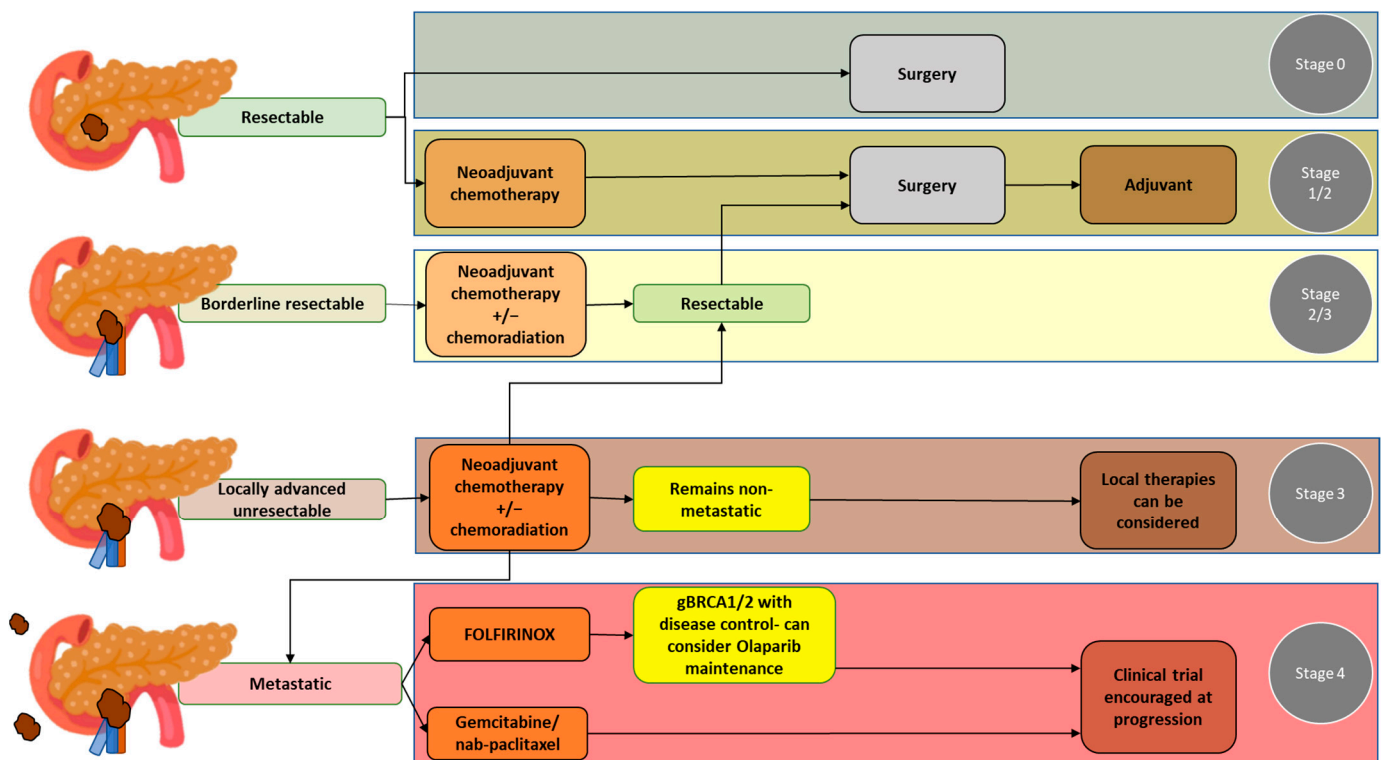 Surgery
Stage 0
Resectable
Neoadjuvant
chemotherapy
Surgery
Adjuvant
Stage
1/2
Borderline resectable
Neoadjuvant
chemotherapy
+/−
chemoradiation
Resectable
Stage
2/3
Locally advanced
unresectable
Neoadjuvant
chemotherapy
+/−
chemoradiation
Remains non-
metastatic
Local therapies
can be
considered
Stage 3
Metastatic
FOLFIRINOX
gBRCA1/2 with
disease control- can
consider Olaparib
maintenance
Gemcitabine/
nab-paclitaxel
Clinical trial
encouraged at
progression
Stage 4